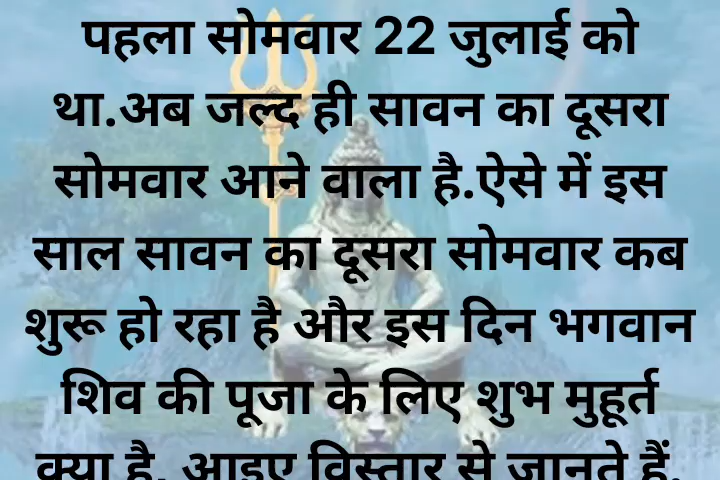 पहला सोमवार 22 जुलाई को
था.अब जल्द ही सावन का दूसरा
सोमवार आने वाला है.ऐसे में इस
साल सावन का दूसरा सोमवार कब
शुरू हो रहा है और इस दिन भगवान
शिव की पूजा के लिए शुभ मुहूर्त
क्या है, आइए विस्तार से जानते हैं.